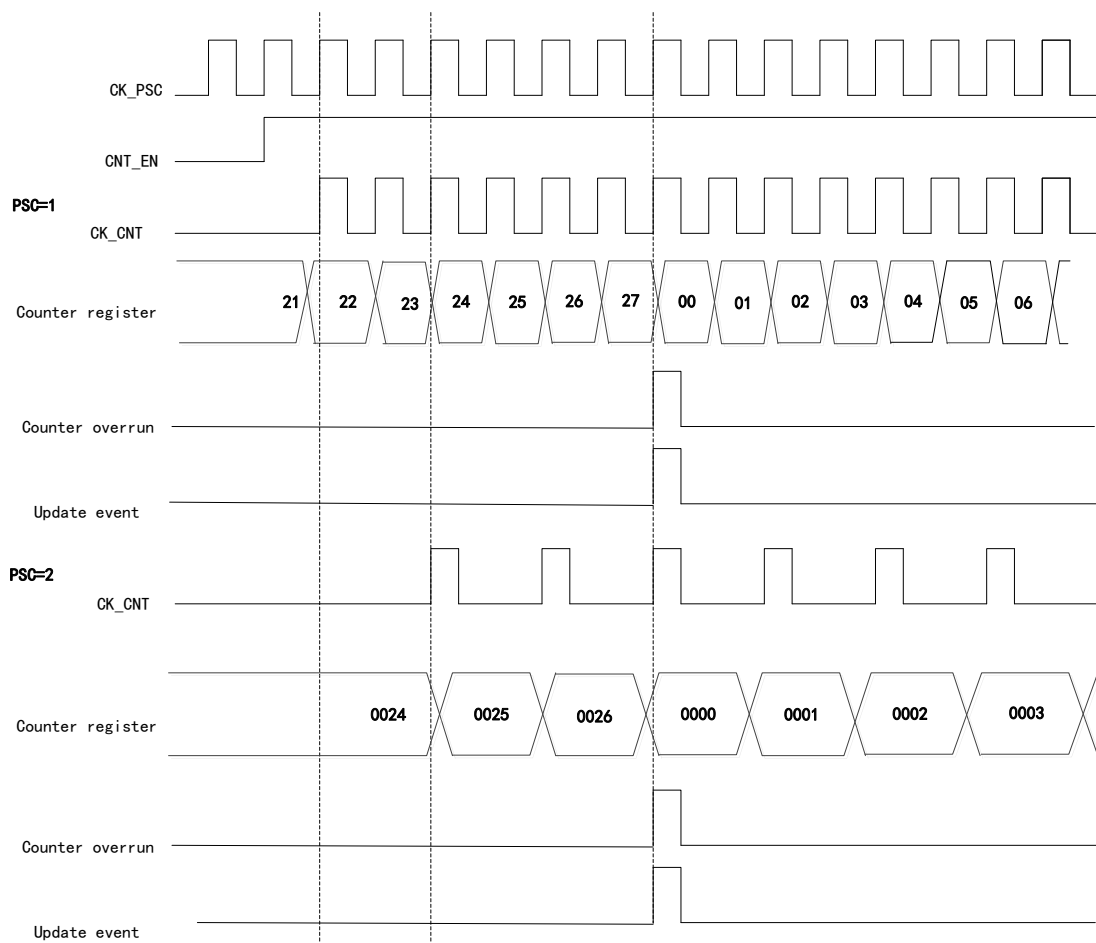 CK_PSC
CNT_EN
PSC=1
CK_CNT
Counter register 21 22 23 24 25 26 27 00 01 02 03 04 05 06
Counter overrun
Update event
PSC=2
CK_CNT
Counter register 0024 0025 0026 0000 0001 0002 0003
Counter overrun
Update event